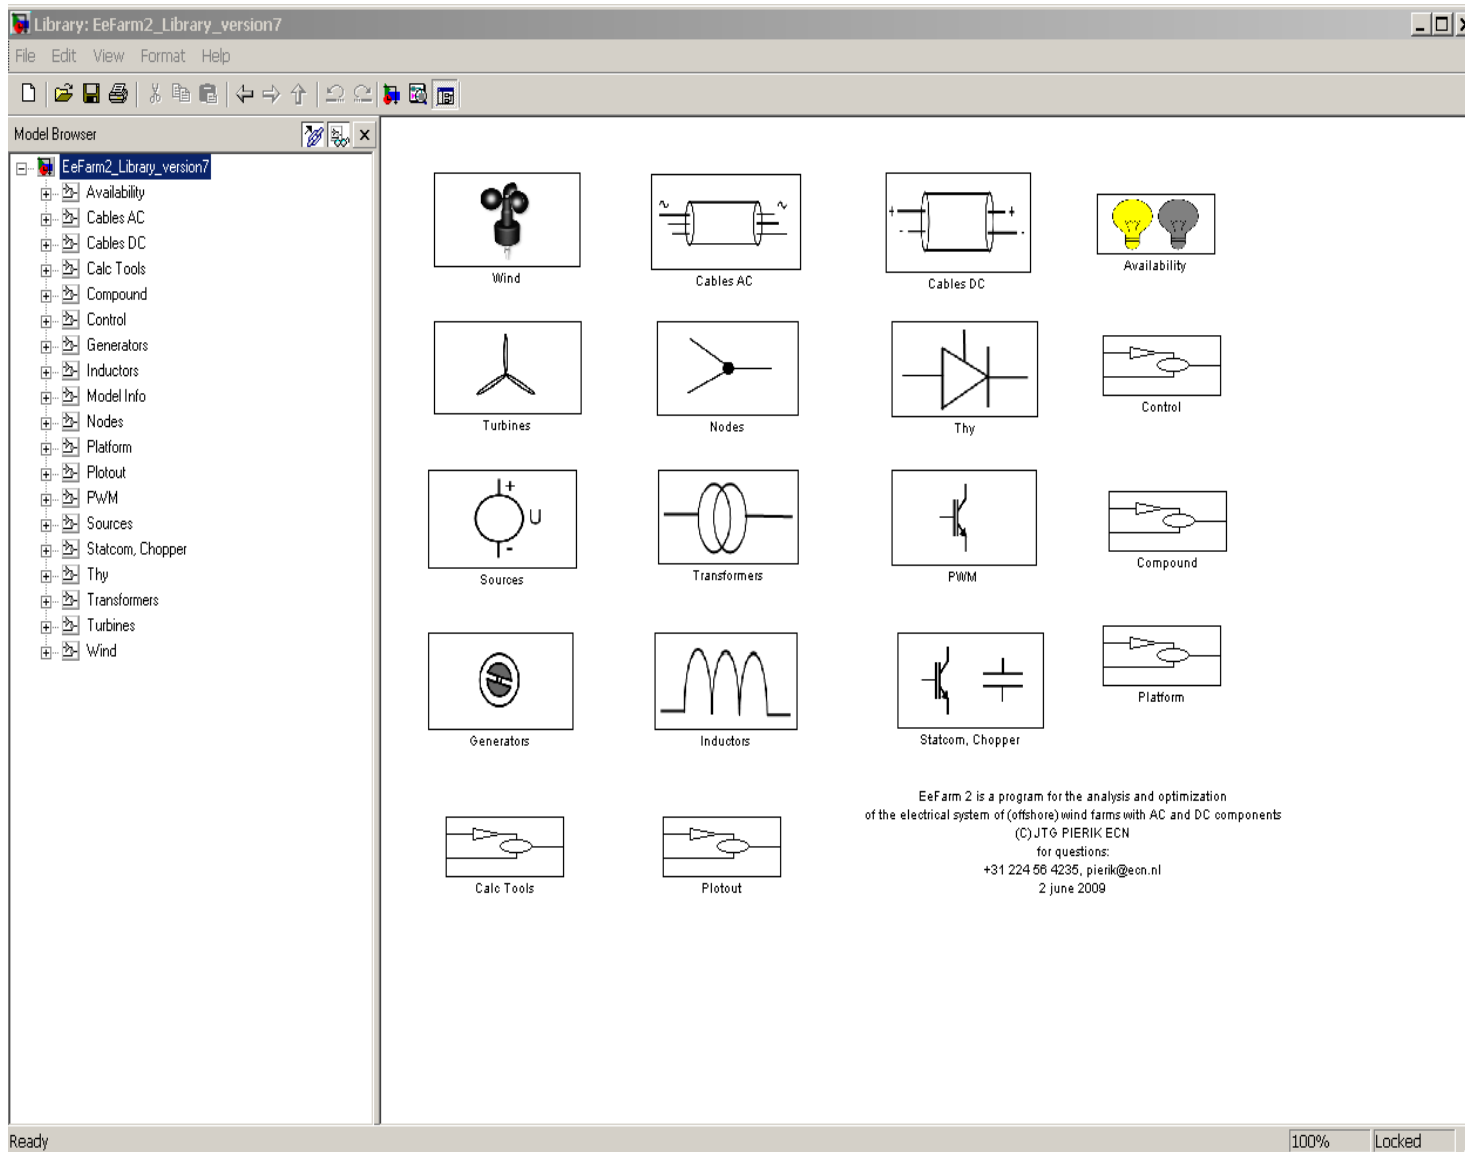 Library: EeFarm2_Library_version7
File Edit View Format Help
Model Browser
EeFarm2_Library_version7
Availability
Cables AC
Cables DC
Calc Tools
Compound
Control
Generators
Inductors
Model Info
Nodes
Platform
Plotout
PWM
Sources
Statcom, Chopper
Thy
Transformers
Turbines
Wind
Wind
~ ~
Cables AC
+ +
- -
Cables DC
Availability
Turbines
Nodes
Thy
Control
+
U
-
Sources
Transformers
PWM
Compound
Generators
Inductors
Statcom, Chopper
Platform
Calc Tools
Plotout
EeFarm 2 is a program for the analysis and optimization
of the electrical system of (offshore) wind farms with AC and DC components
(C) JTG PIERIK ECN
for questions:
+31 224 56 4235, pierik@ecn.nl
2 june 2009
Ready
100% Locked